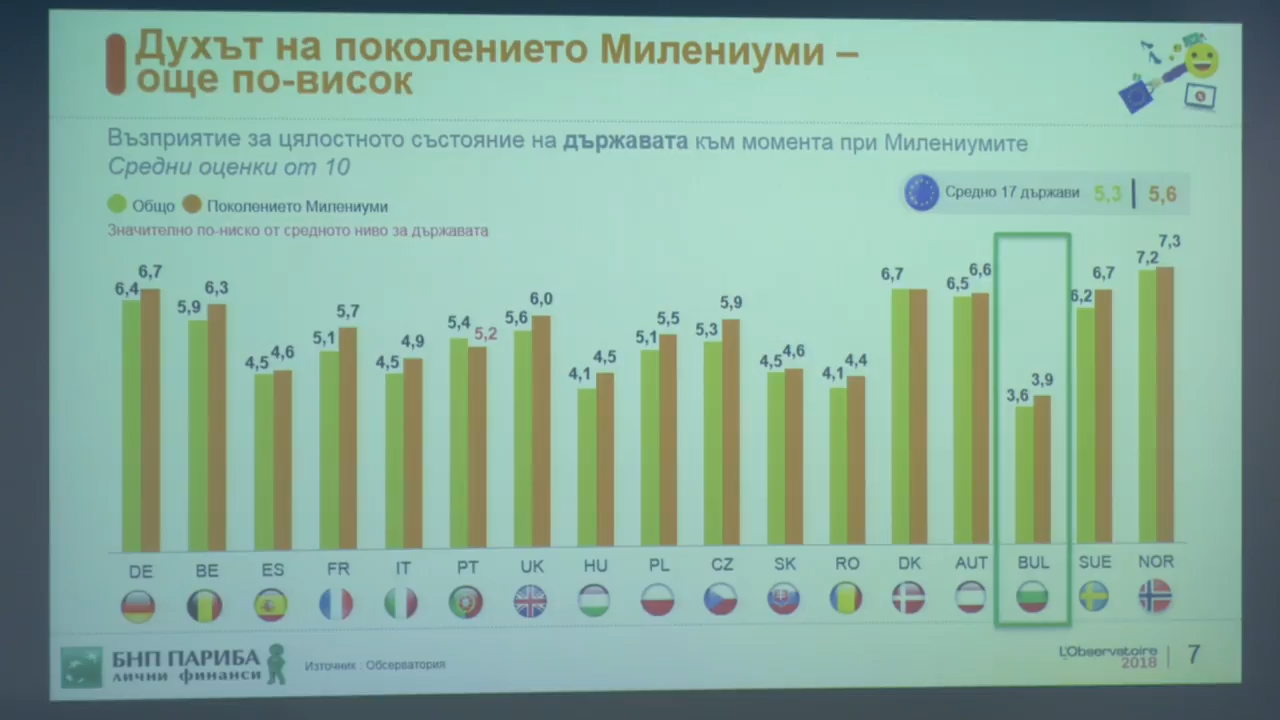 Духът на поколението Милениуми –
още по-висок
Възприятие за цялостното състояние на държавата към момента при Милениумите
Средни оценки от 10
Средно 17 държави 5,3 | 5,6
Общо Поколението Милениуми
Значително по-ниско от средното ниво за държавата
6,4 6,7 5,9 6,3 4,5 4,6 5,1 5,7 4,5 4,9 5,4 5,2 5,6 6,0 4,1 4,5 5,1 5,5 5,3 5,9 4,5 4,6 4,1 4,4 6,7 6,5 6,6 3,6 3,9 6,2 6,7 7,2 7,3
DE BE ES FR IT PT UK HU PL CZ SK RO DK AUT BUL SUE NOR
БНП ПАРИБА
лични финанси
Източник : Обсерватория
L'Observatoire
2018
7